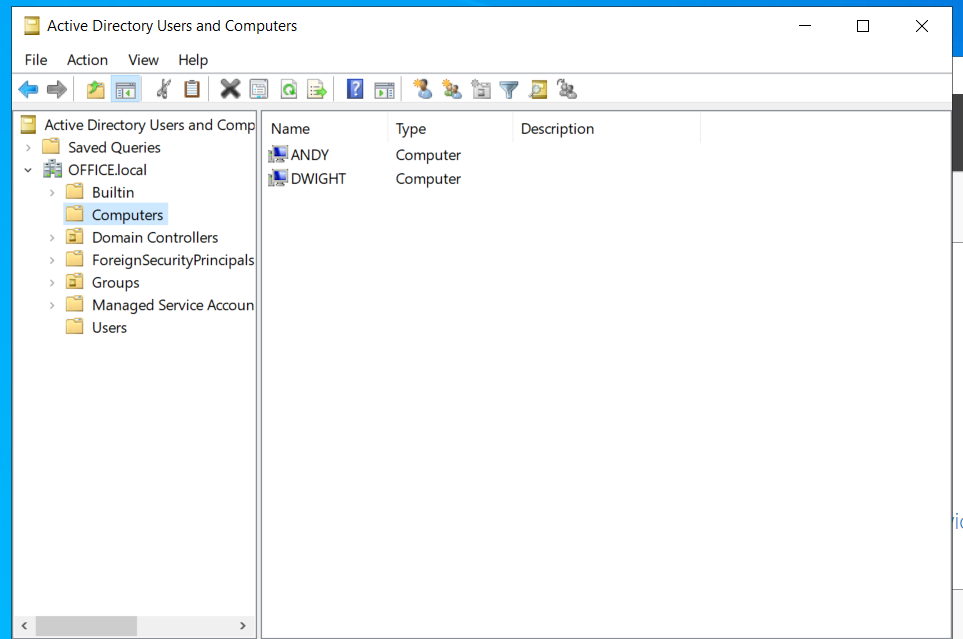 Active Directory Users and Computers
File Action View Help
Active Directory Users and Comp
Saved Queries
OFFICE.local
Builtin
Computers
Domain Controllers
ForeignSecurityPrincipals
Groups
Managed Service Accoun
Users
Name Type Description
ANDY Computer
DWIGHT Computer